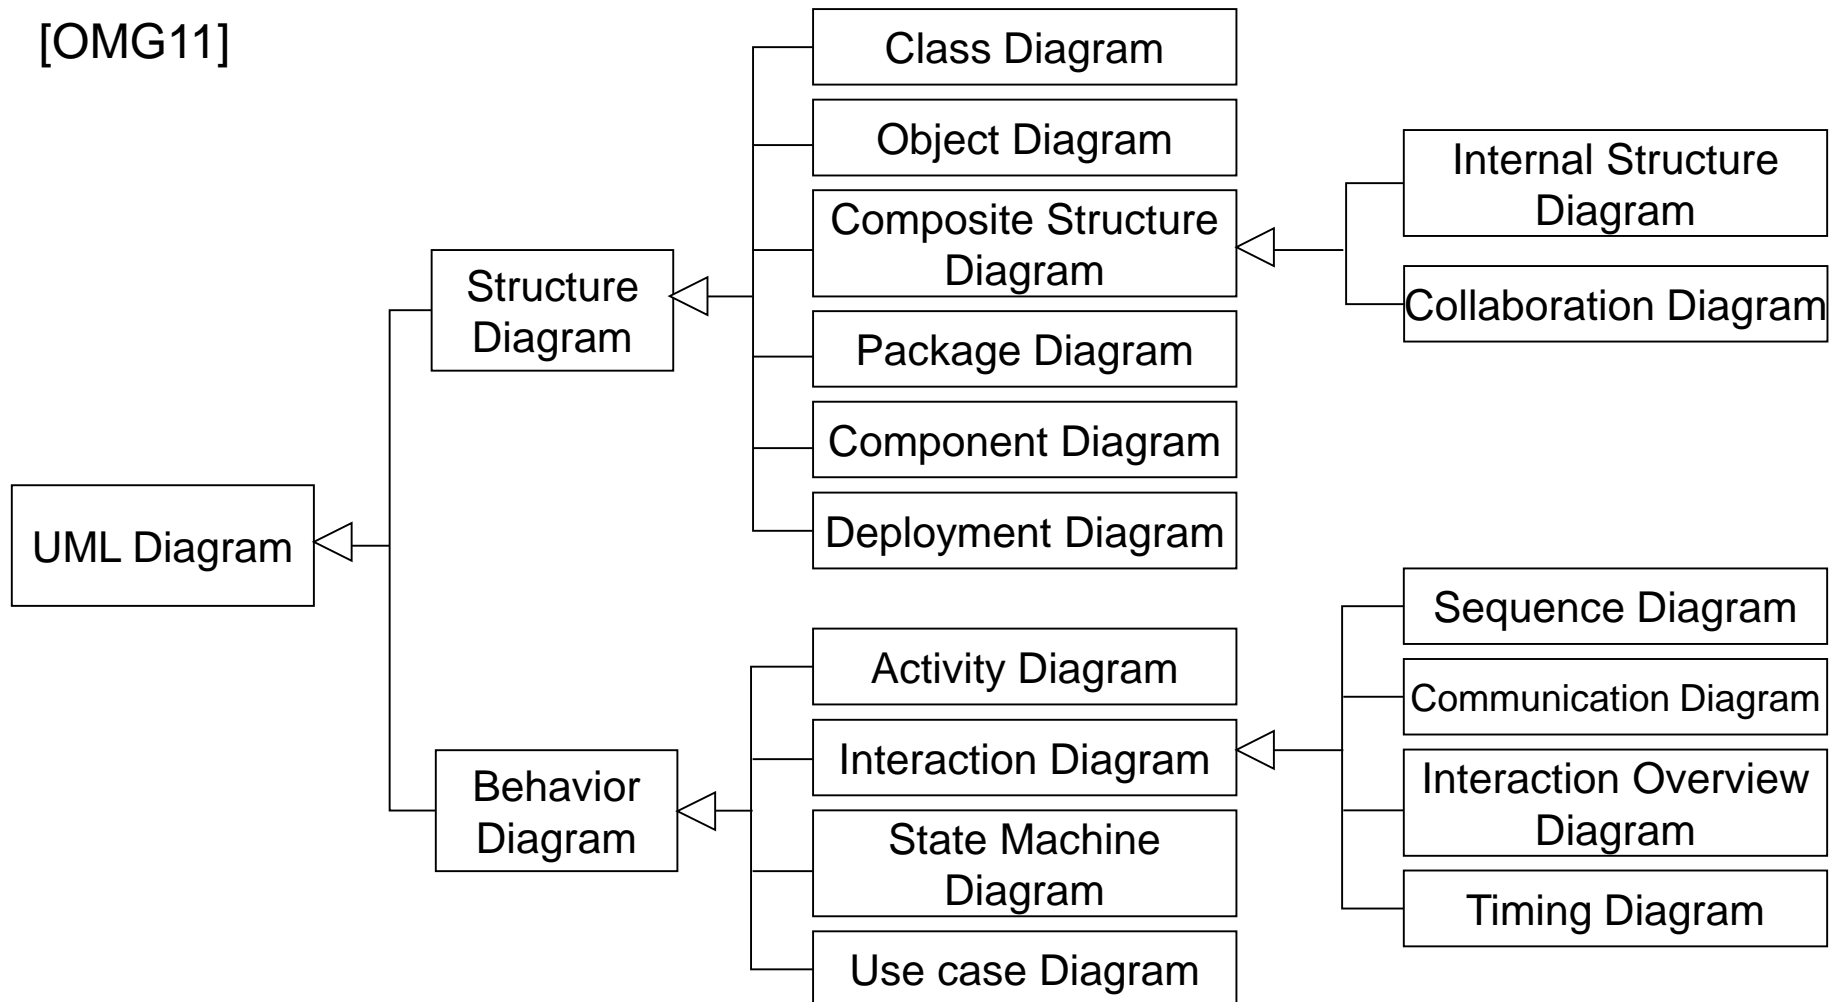 [OMG11]
Class Diagram
Object Diagram
Composite Structure
Diagram
Internal Structure
Diagram
Collaboration Diagram
Structure
Diagram
Package Diagram
Component Diagram
Deployment Diagram
UML Diagram
Behavior
Diagram
Activity Diagram
Interaction Diagram
State Machine
Diagram
Use case Diagram
Sequence Diagram
Communication Diagram
Interaction Overview
Diagram
Timing Diagram